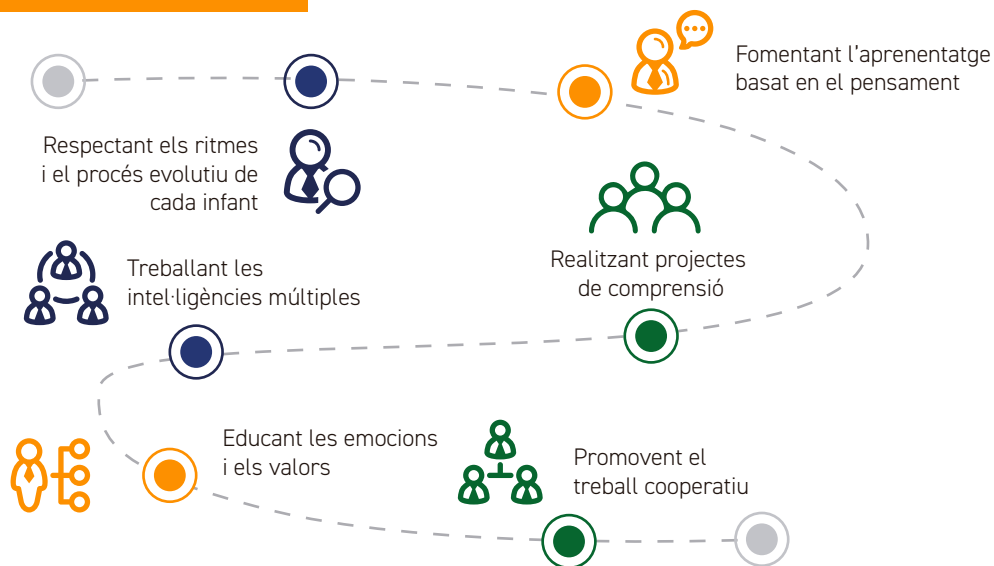 Fomentant l'aprenentatge
basat en el pensament
Respectant els ritmes
i el procés evolutiu de
cada infant
Realitzant projectes
de comprensió
Treballant les
intel·ligències múltiples
Educant les emocions
i els valors
Promovent el
treball cooperatiu